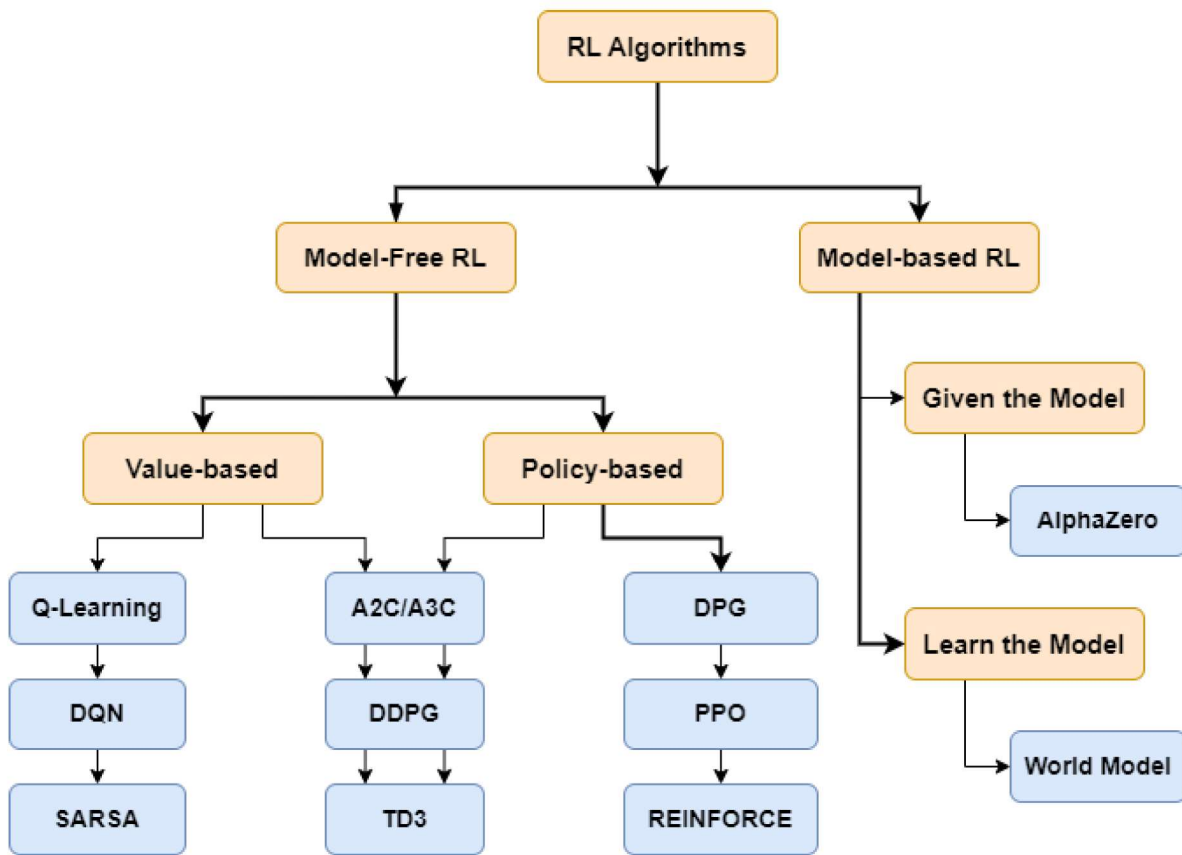 RL Algorithms
Model-Free RL
Model-based RL
Given the Model
Value-based
Policy-based
AlphaZero
Q-Learning
A2C/A3C
DPG
Learn the Model
DQN
DDPG
PPO
World Model
SARSA
TD3
REINFORCE